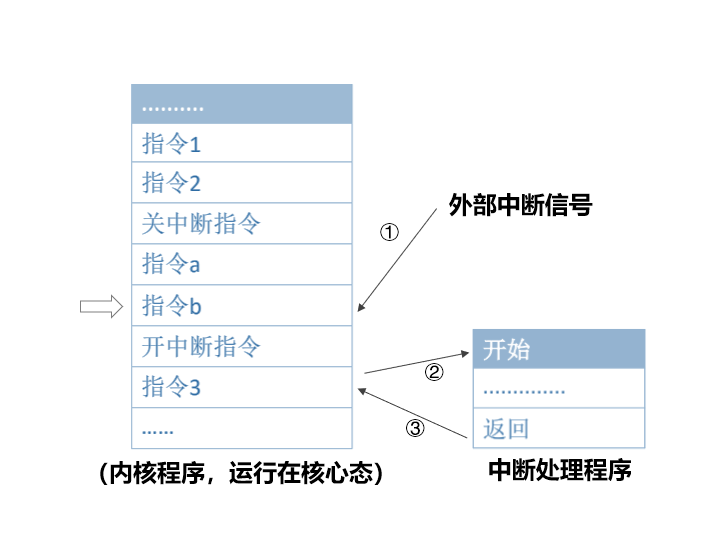 ..........
指令1
指令2
关中断指令
指令a
指令b
开中断指令
指令3
......
（内核程序，运行在核心态）
外部中断信号
①
②
③
开始
..............
返回
中断处理程序